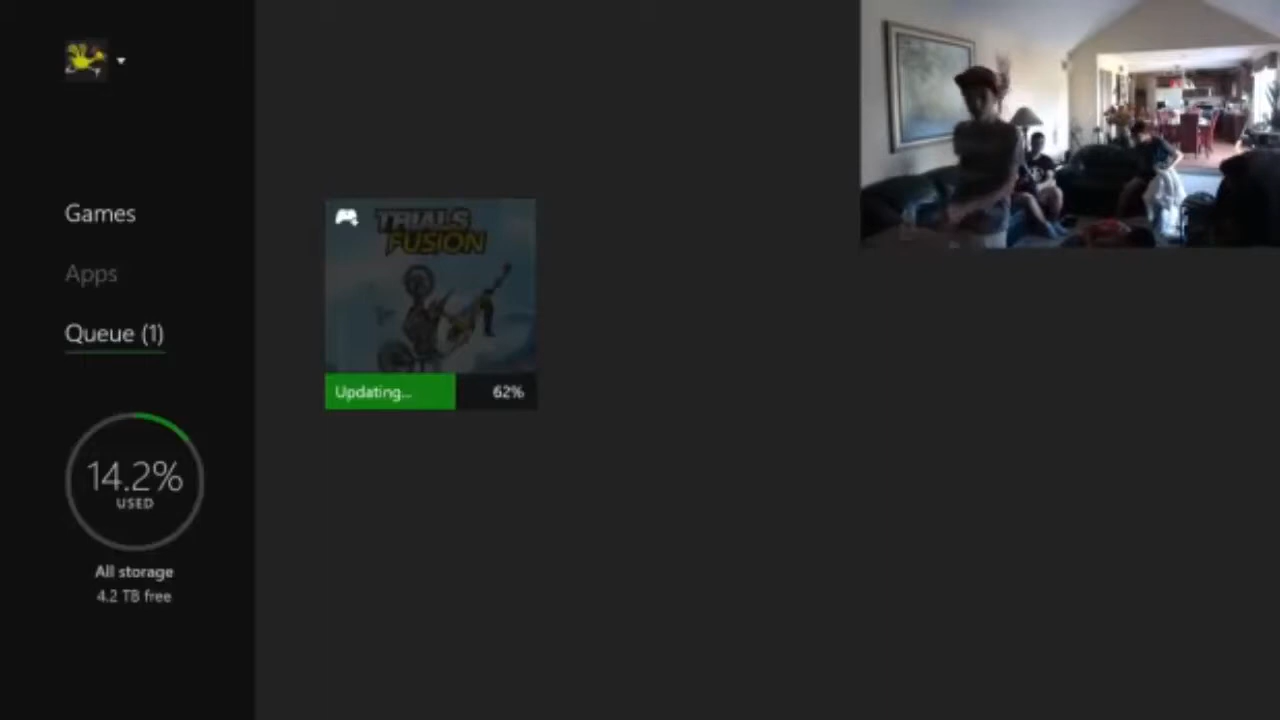 Games
Apps
Queue (1)
TRIALS
FUSION
Updating...
62%
14.2%
USED
All storage
4.2 TB free